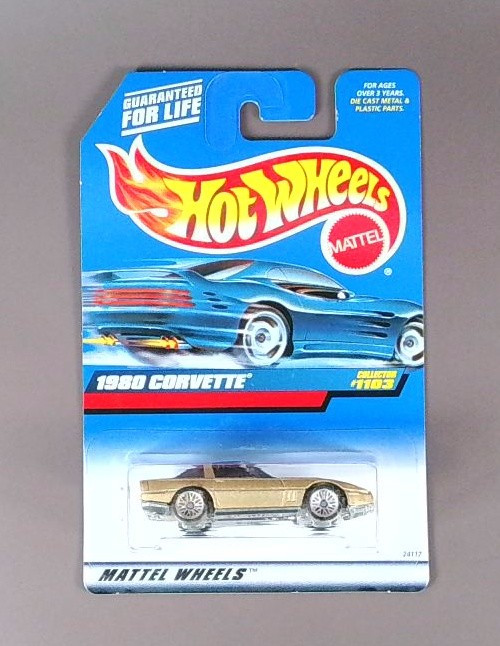 GUARANTEED
FOR LIFE
FOR AGES
OVER 3 YEARS.
DIE CAST METAL &
PLASTIC PARTS.
HOT WHEELS
MATTEL
®
1980 CORVETTE
COLLECTOR
#1103
24117
MATTEL WHEELS™